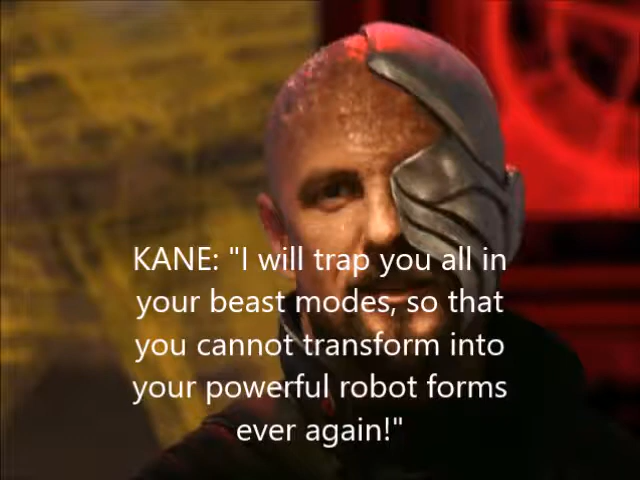 KANE: "I will trap you all in
your beast modes, so that
you cannot transform into
your powerful robot forms
ever again!"